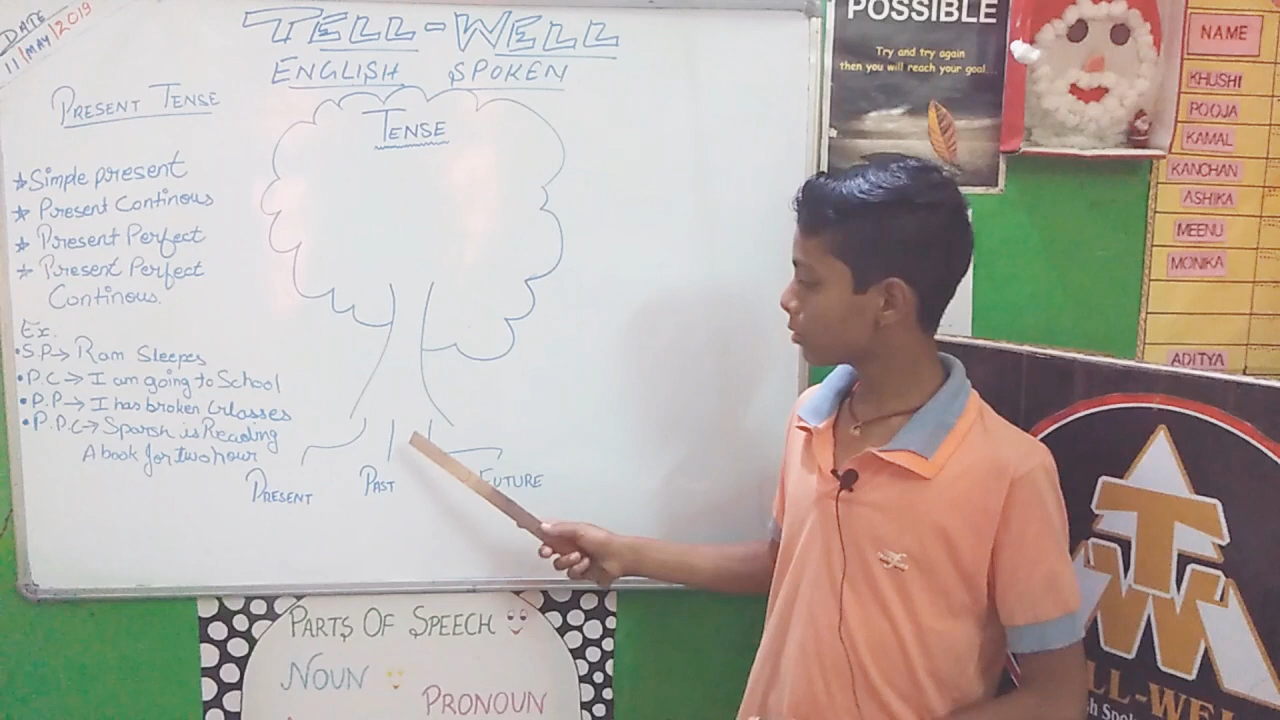 DATE
11/MAY/2019
TELL-WELL
ENGLISH SPOKEN
PRESENT TENSE
Simple present
Present Continous
Present Perfect
Present Perfect
Continous.
Ex.
S.P→ Ram Sleepes
P.C→ I am going to School
P.P→ I has broken Glasses
P.P.C→ Sparsh is Reading
A book for two hour
TENSE
PRESENT
PAST
FUTURE
PARTS OF SPEECH
NOUN
PRONOUN
POSSIBLE
Try and try again
then you will reach your goal...
NAME
KHUSHI
POOJA
KAMAL
KANCHAN
ASHIKA
MEENU
MONIKA
ADITYA
TW